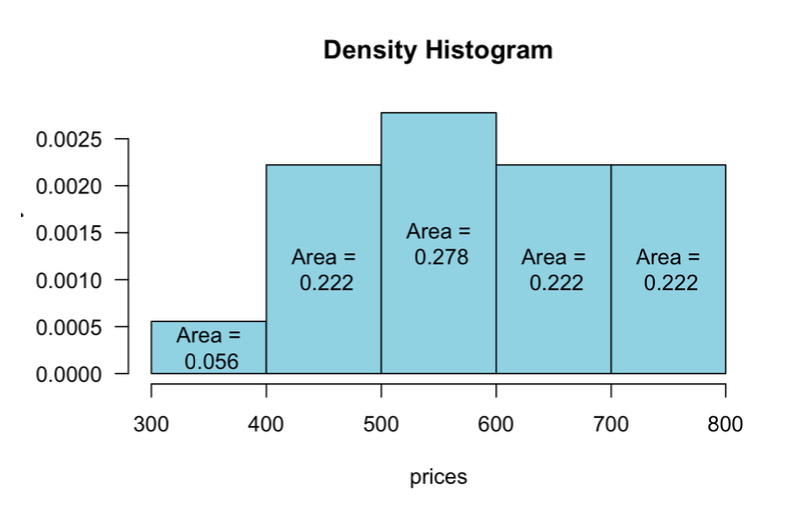 Density Histogram
0.0025
0.0020
0.0015
0.0010
0.0005
0.0000
Area =
0.056
Area =
0.222
Area =
0.278
Area =
0.222
Area =
0.222
300 400 500 600 700 800
prices